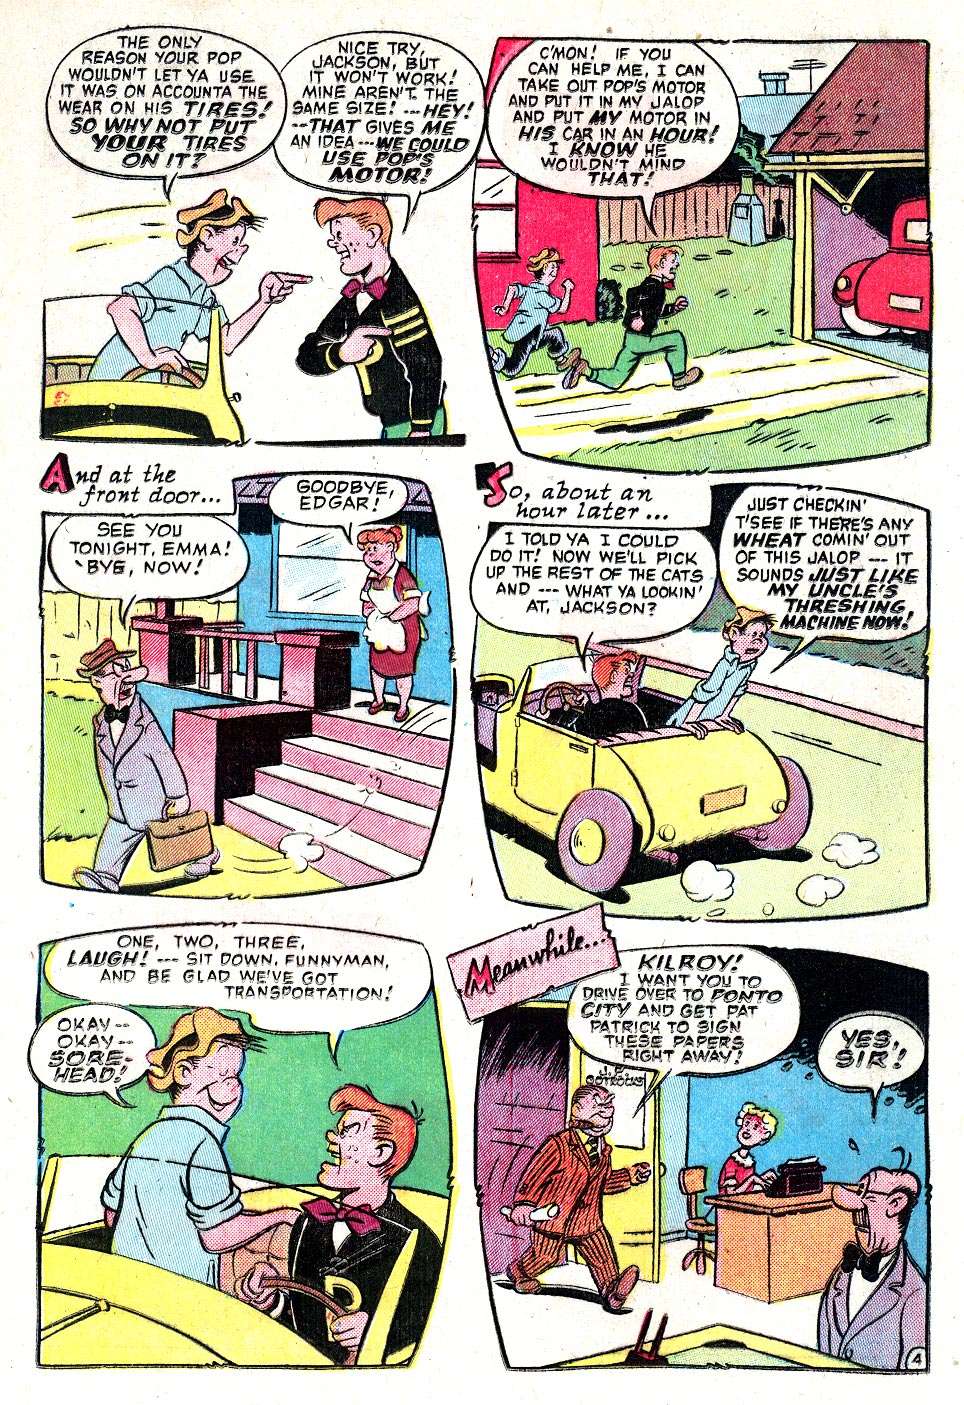 THE ONLY
REASON YOUR POP
WOULDN'T LET YA USE
IT WAS ON ACCOUNTA THE
WEAR ON HIS TIRES!
SO WHY NOT PUT
YOUR TIRES
ON IT?
NICE TRY,
JACKSON, BUT
IT WON'T WORK!
MINE AREN'T THE
SAME SIZE! --- HEY!
-- THAT GIVES ME
AN IDEA --- WE COULD
USE POP'S
MOTOR!
C'MON! IF YOU
CAN HELP ME, I CAN
TAKE OUT POP'S MOTOR
AND PUT IT IN MY JALOP
AND PUT MY MOTOR IN
HIS CAR IN AN HOUR!
I KNOW HE
WOULDN'T MIND
THAT!
And at the
front door...
SEE YOU
TONIGHT, EMMA!
'BYE, NOW!
GOODBYE,
EDGAR!
So, about an
hour later...
I TOLD YA I COULD
DO IT! NOW WE'LL PICK
UP THE REST OF THE CATS
AND --- WHAT YA LOOKIN'
AT, JACKSON?
JUST CHECKIN'
T'SEE IF THERE'S ANY
WHEAT COMIN' OUT
OF THIS JALOP --- IT
SOUNDS JUST LIKE
MY UNCLE'S
THRESHING
MACHINE NOW!
ONE, TWO, THREE,
LAUGH! --- SIT DOWN, FUNNYMAN,
AND BE GLAD WE'VE GOT
TRANSPORTATION!
OKAY --
OKAY --
SORE-
HEAD!
Meanwhile...
KILROY!
I WANT YOU TO
DRIVE OVER TO PONTO
CITY AND GET PAT
PATRICK TO SIGN
THESE PAPERS
RIGHT AWAY!
YES,
SIR!
J.P.
GOTROCKS
4